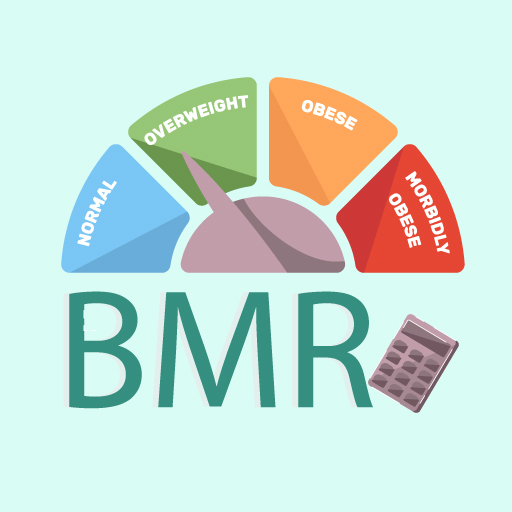 NORMAL
OVERWEIGHT
OBESE
MORBIDLY
OBESE
BMR